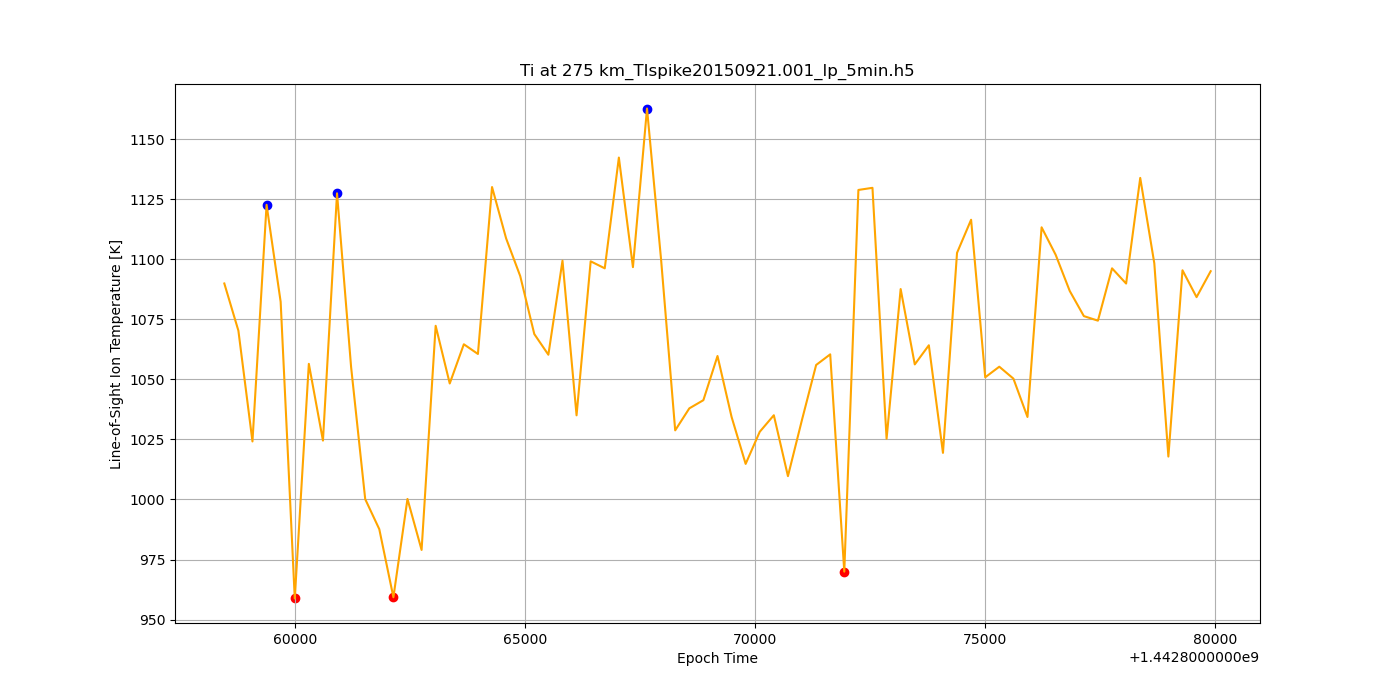 Ti at 275 km_TIspike20150921.001_lp_5min.h5
Line-of-Sight Ion Temperature [K]
1150
1125
1100
1075
1050
1025
1000
975
950
60000 65000 70000 75000 80000
Epoch Time
+1.4428000000e9